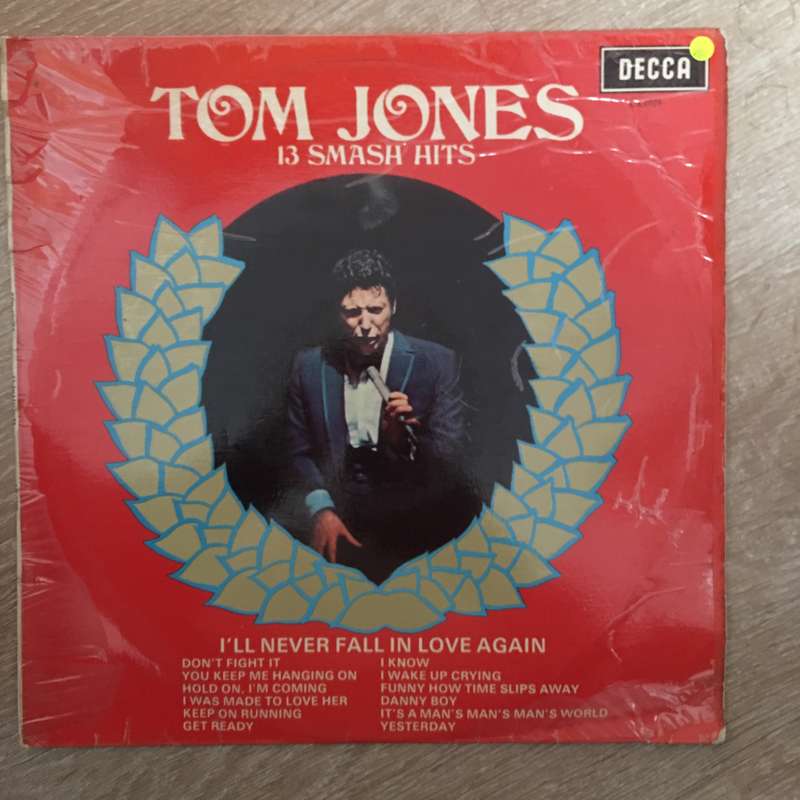 DECCA
TOM JONES
13 SMASH HITS
I'LL NEVER FALL IN LOVE AGAIN
DON'T FIGHT IT
YOU KEEP ME HANGING ON
HOLD ON, I'M COMING
I WAS MADE TO LOVE HER
KEEP ON RUNNING
GET READY
I KNOW
I WAKE UP CRYING
FUNNY HOW TIME SLIPS AWAY
DANNY BOY
IT'S A MAN'S MAN'S MAN'S WORLD
YESTERDAY